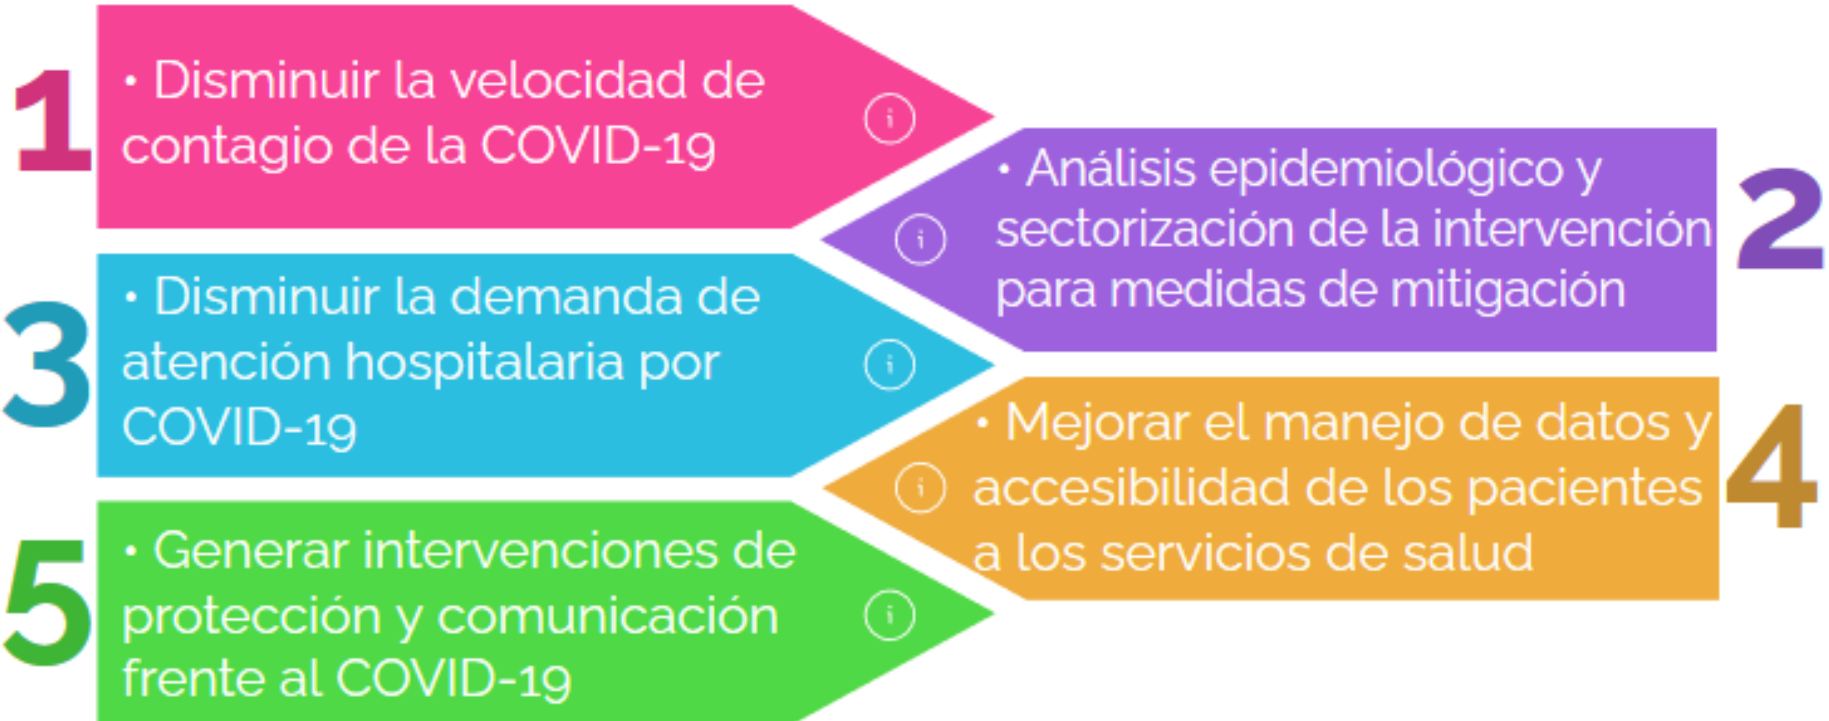 1
• Disminuir la velocidad de
contagio de la COVID-19
2
• Análisis epidemiológico y
sectorización de la intervención
para medidas de mitigación
3
• Disminuir la demanda de
atención hospitalaria por
COVID-19
4
• Mejorar el manejo de datos y
accesibilidad de los pacientes
a los servicios de salud
5
• Generar intervenciones de
protección y comunicación
frente al COVID-19